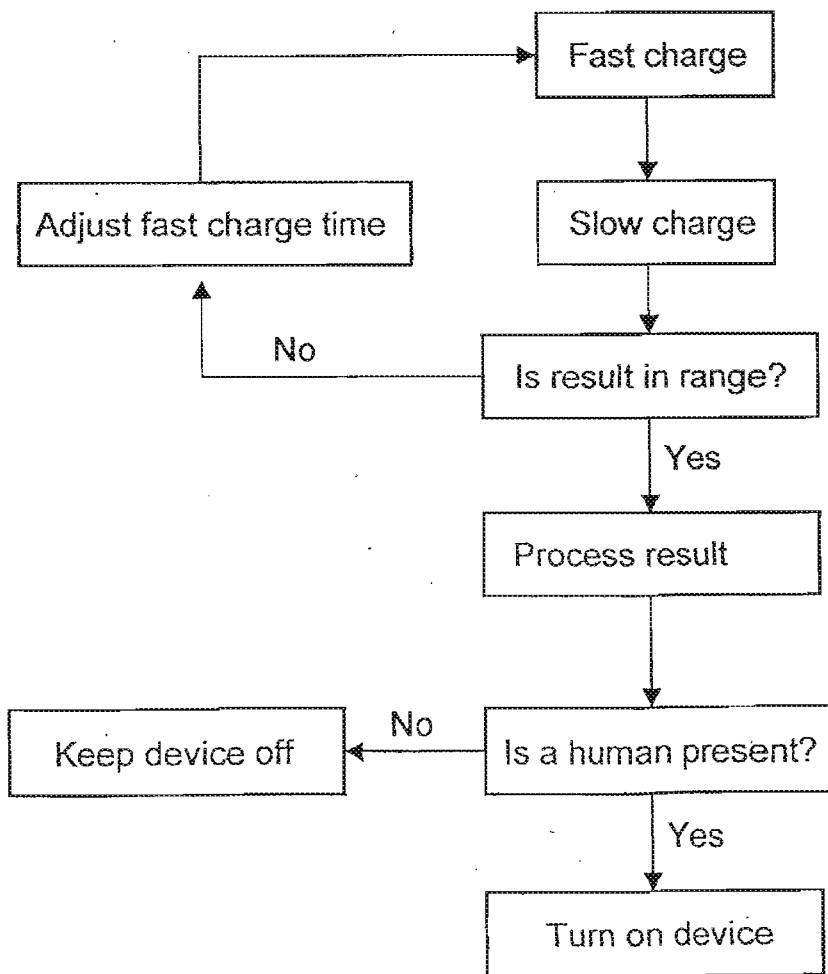 Fast charge
Adjust fast charge time
Slow charge
No
Is result in range?
Yes
Process result
Keep device off
No
Is a human present?
Yes
Turn on device